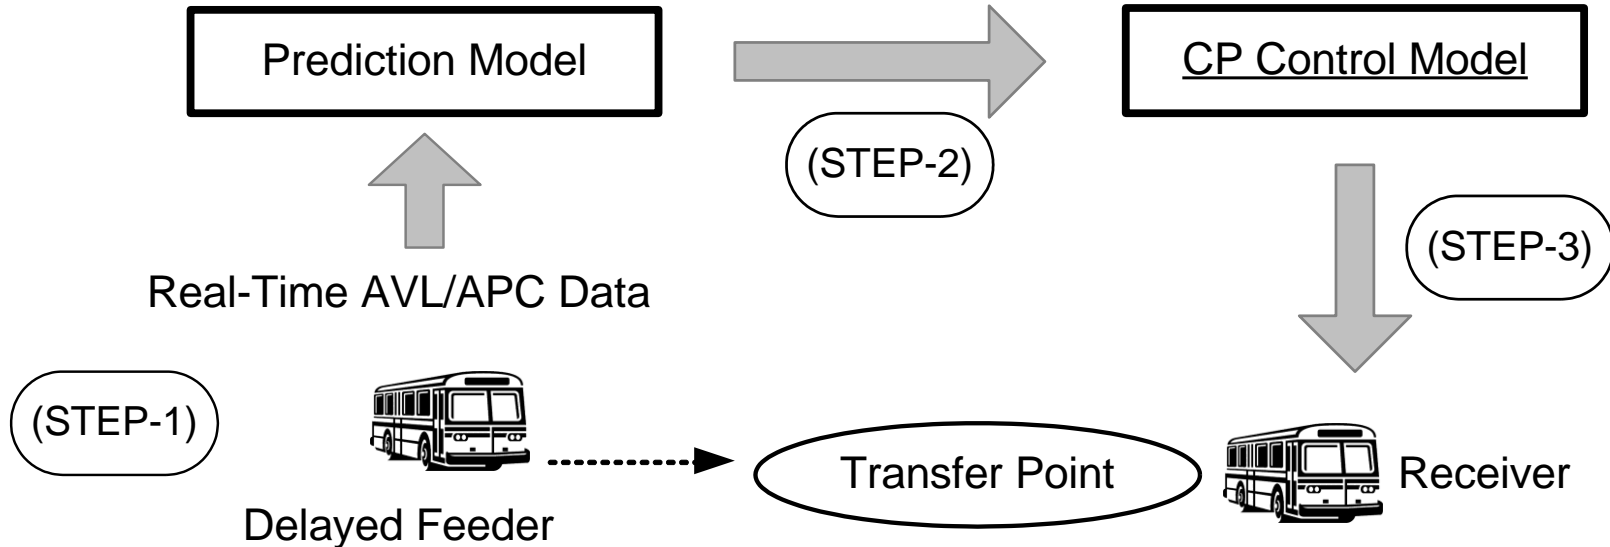 Prediction Model
CP Control Model
(STEP-2)
(STEP-3)
Real-Time AVL/APC Data
(STEP-1)
Transfer Point
Receiver
Delayed Feeder